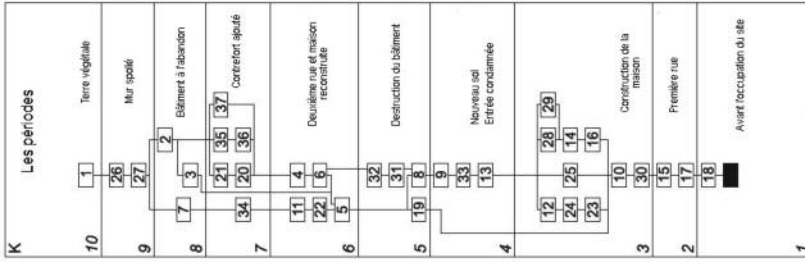 K
Les périodes
10
1
Terre végétale
9
26
27
Mur spolié
8
2
7 3
Bâtiment à l'abandon
7
21 35 37
34 20 36
Contrefort ajouté
6
11 4
22 6
5
Deuxième rue et maison
reconstruite
5
32
31
19 8
Destruction du bâtiment
4
9
33
13
Nouveau sol
Entrée condamnée
3
12 28 29
24 25 14
23 16
10
30
Construction de la
maison
2
15
17
Première rue
1
18
Avant l'occupation du site